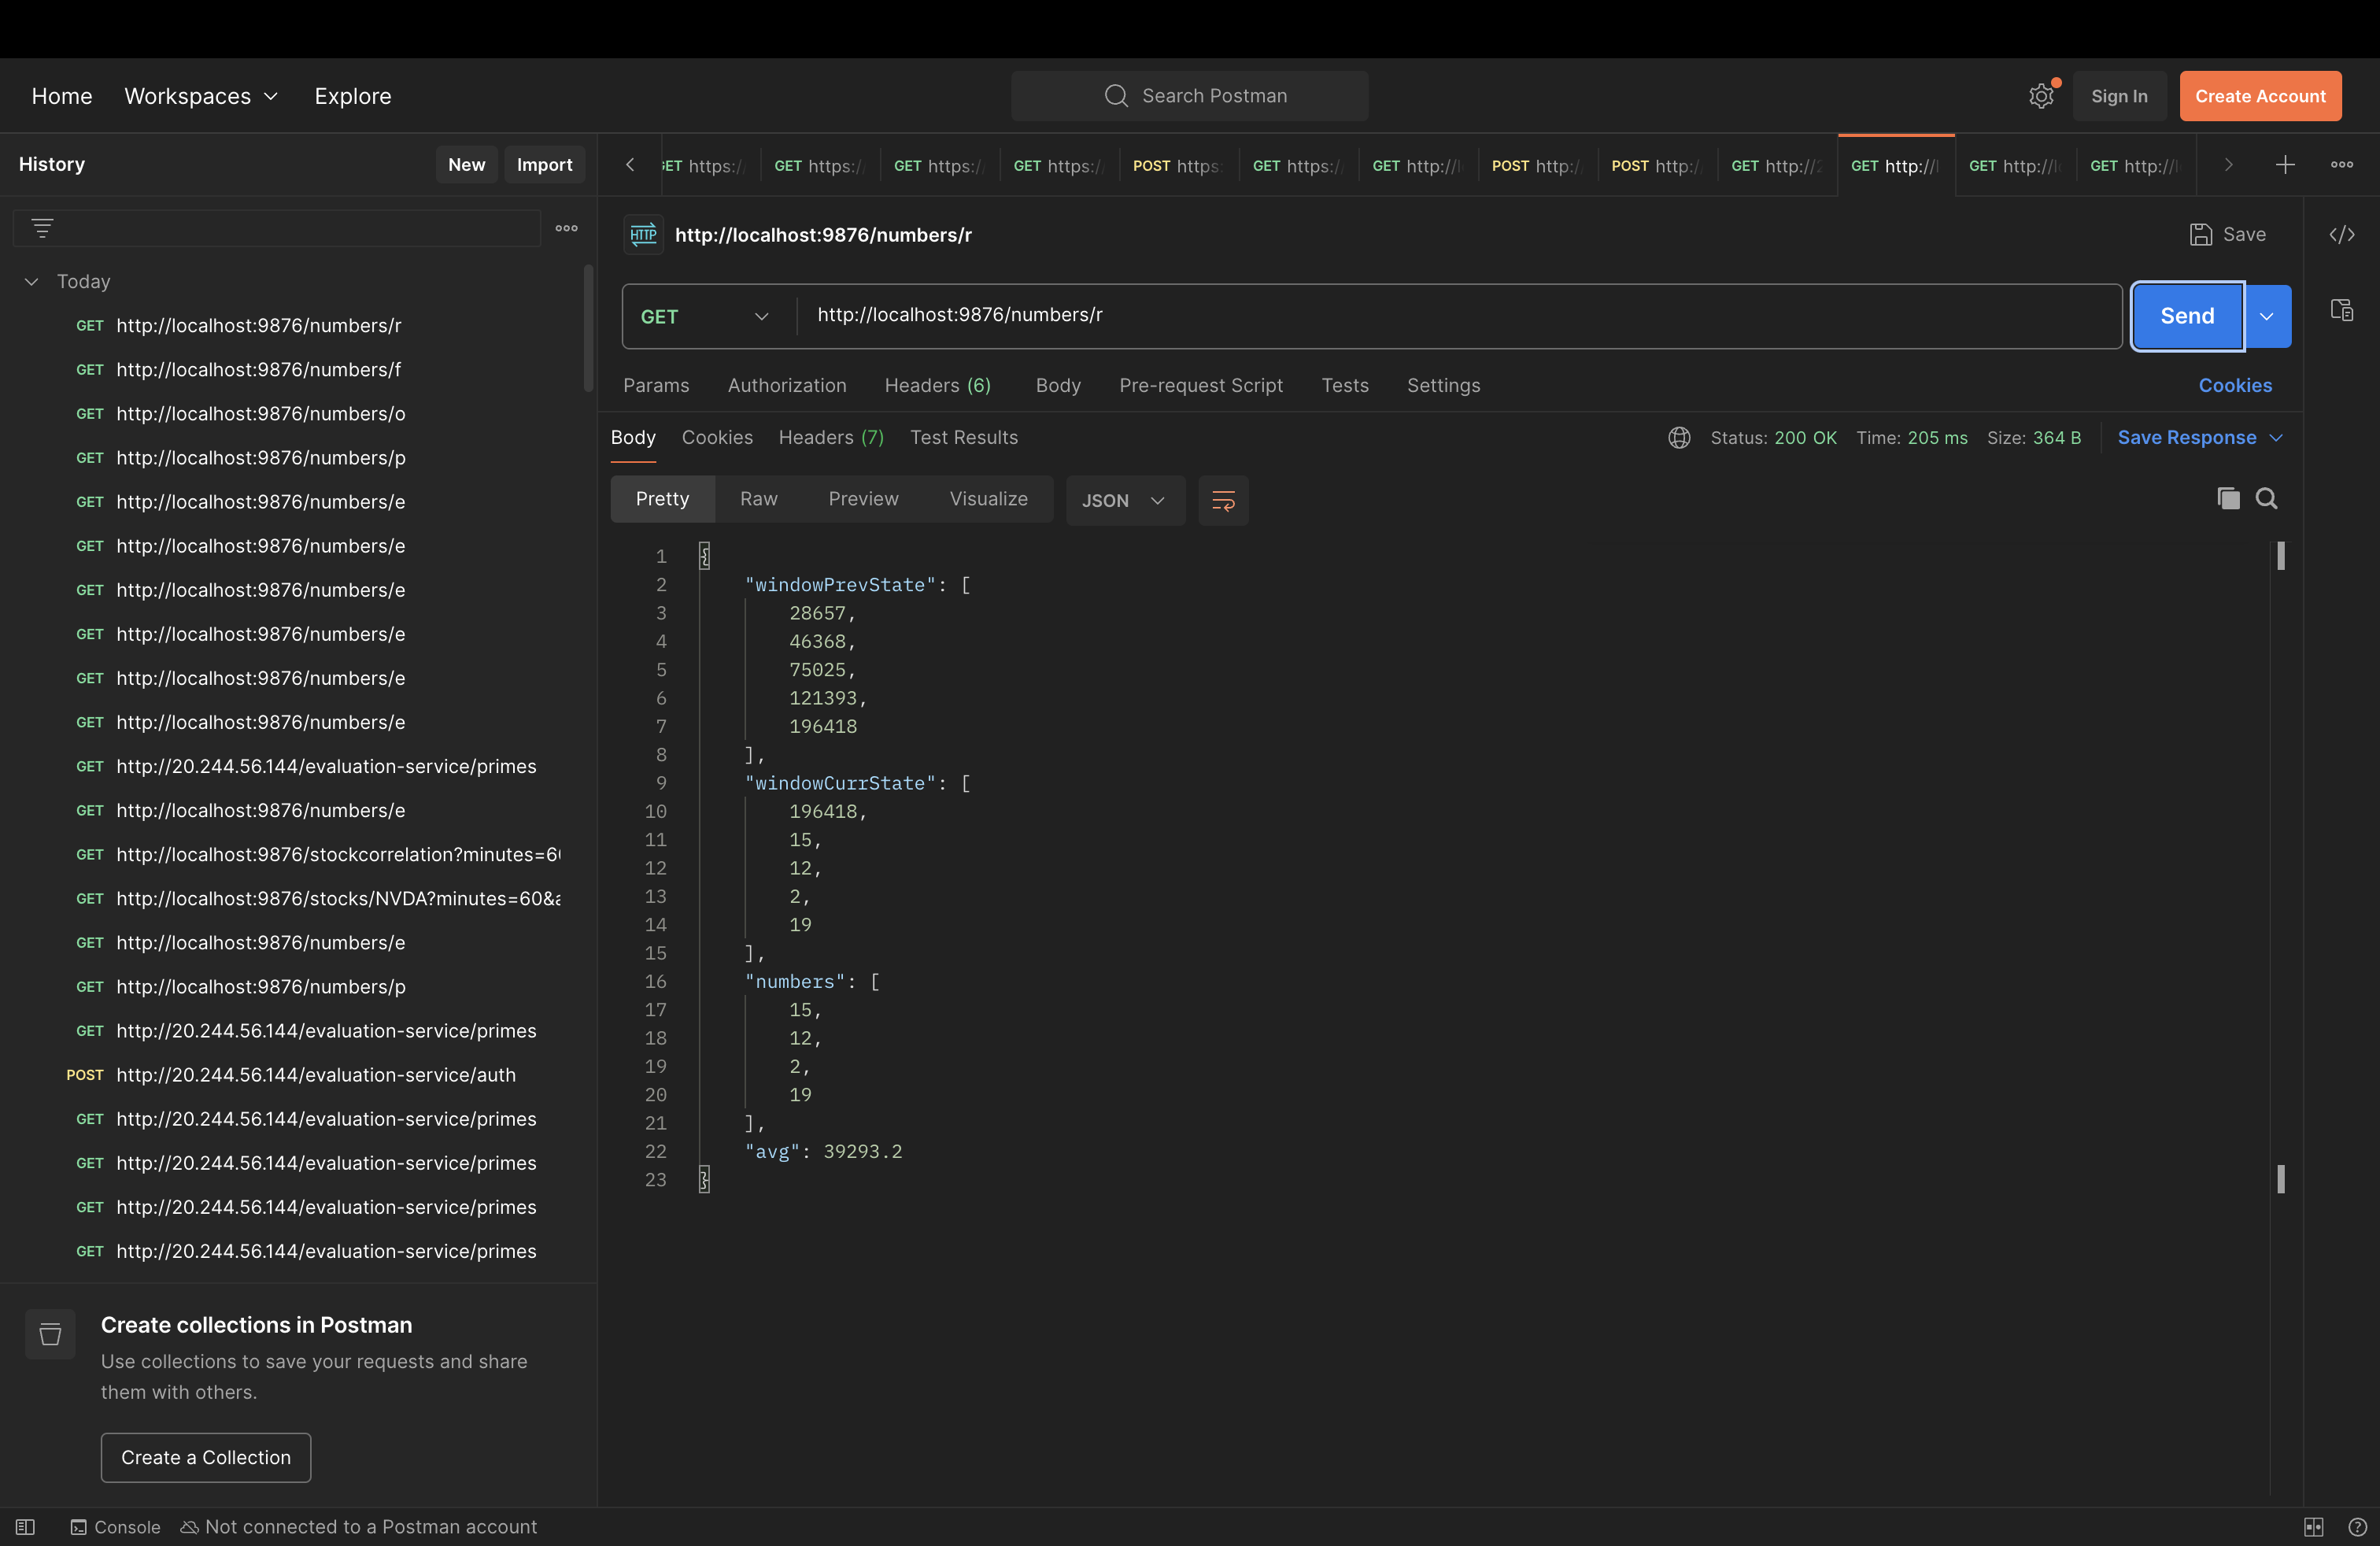 Home Workspaces Explore Search Postman Sign In Create Account
History New Import
GET https:/ GET https:/ GET https:/ GET https:/ POST https: GET https:/ GET http://l POST http:/ POST http:/ GET http://2 GET http://l GET http://l GET http://l
HTTP http://localhost:9876/numbers/r Save
GET http://localhost:9876/numbers/r Send
Params Authorization Headers (6) Body Pre-request Script Tests Settings Cookies
Body Cookies Headers (7) Test Results Status: 200 OK Time: 205 ms Size: 364 B Save Response
Pretty Raw Preview Visualize JSON
Today
GET http://localhost:9876/numbers/r
GET http://localhost:9876/numbers/f
GET http://localhost:9876/numbers/o
GET http://localhost:9876/numbers/p
GET http://localhost:9876/numbers/e
GET http://localhost:9876/numbers/e
GET http://localhost:9876/numbers/e
GET http://localhost:9876/numbers/e
GET http://localhost:9876/numbers/e
GET http://localhost:9876/numbers/e
GET http://20.244.56.144/evaluation-service/primes
GET http://localhost:9876/numbers/e
GET http://localhost:9876/stockcorrelation?minutes=60
GET http://localhost:9876/stocks/NVDA?minutes=60&a
GET http://localhost:9876/numbers/e
GET http://localhost:9876/numbers/p
GET http://20.244.56.144/evaluation-service/primes
POST http://20.244.56.144/evaluation-service/auth
GET http://20.244.56.144/evaluation-service/primes
GET http://20.244.56.144/evaluation-service/primes
GET http://20.244.56.144/evaluation-service/primes
GET http://20.244.56.144/evaluation-service/primes
1 {
2 "windowPrevState": [
3 28657,
4 46368,
5 75025,
6 121393,
7 196418
8 ],
9 "windowCurrState": [
10 196418,
11 15,
12 12,
13 2,
14 19
15 ],
16 "numbers": [
17 15,
18 12,
19 2,
20 19
21 ],
22 "avg": 39293.2
23 }
Create collections in Postman
Use collections to save your requests and share
them with others.
Create a Collection
Console Not connected to a Postman account